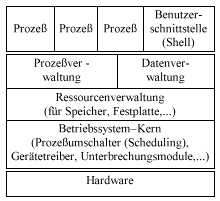 Prozeß Prozeß Prozeß Benutzer-
schnittstelle
(Shell)
Prozeßver -
waltung
Datenver-
waltung
Ressourcenverwaltung
(für Speicher, Festplatte,...)
Betriebssystem–Kern
(Prozeßumschalter (Scheduling),
Gerätetreiber, Unterbrechungsmodule,...)
Hardware